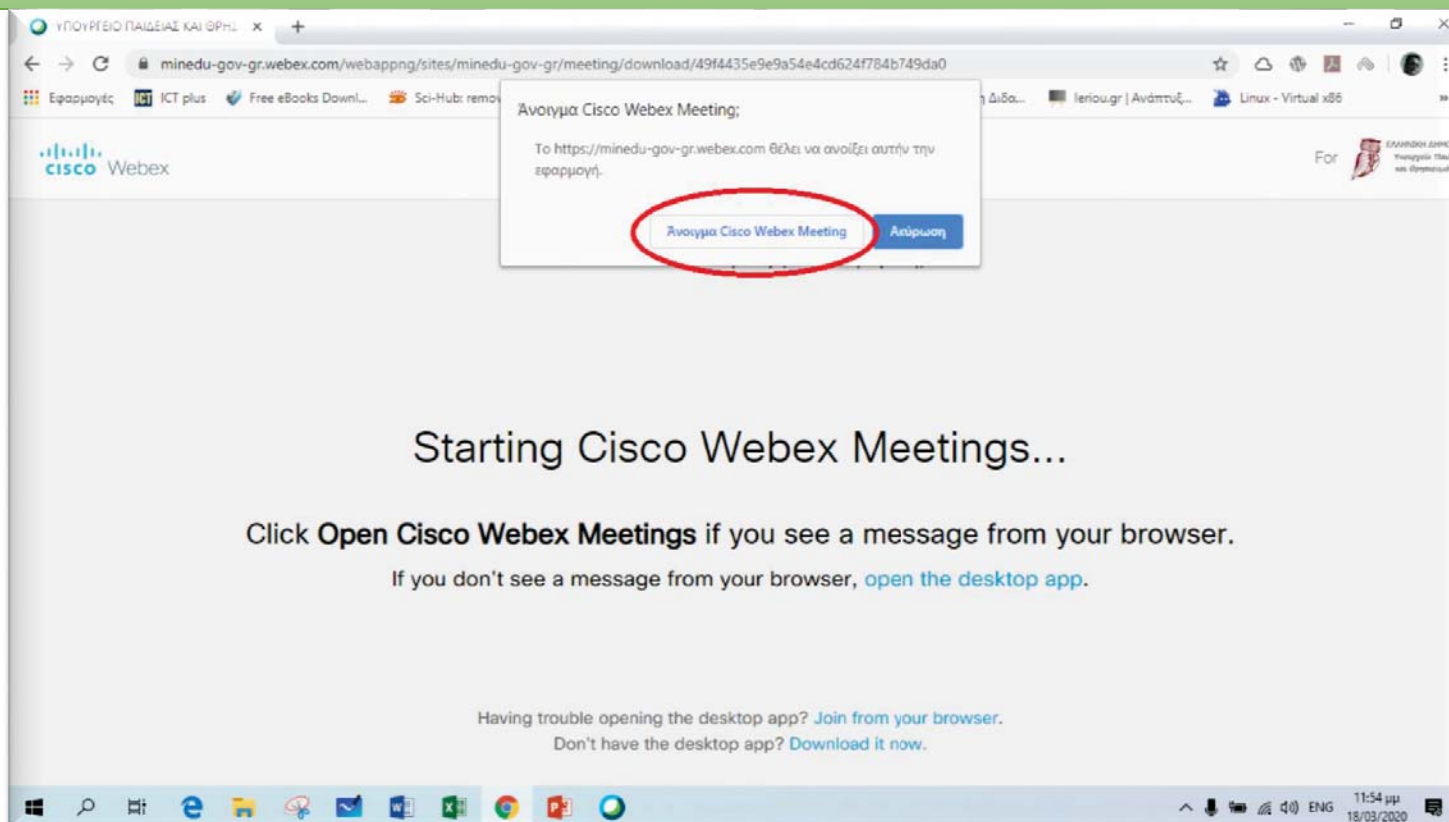 ΥΠΟΥΡΓΕΙΟ ΠΑΙΔΕΙΑΣ ΚΑΙ ΘΡΗΣ
minedu-gov-gr.webex.com/webappng/sites/minedu-gov-gr/meeting/download/49f4435e9e9a54e4cd624f784b749da0
Εφαρμογές ICT plus Free eBooks Downl... Sci-Hub: remov Διδα... leriou.gr | Ανάπτυξ... Linux - Virtual x86
Άνοιγμα Cisco Webex Meeting;
Το https://minedu-gov-gr.webex.com θέλει να ανοίξει αυτήν την
εφαρμογή.
Άνοιγμα Cisco Webex Meeting Ακύρωση
CISCO Webex
For
Starting Cisco Webex Meetings...
Click Open Cisco Webex Meetings if you see a message from your browser.
If you don't see a message from your browser, open the desktop app.
Having trouble opening the desktop app? Join from your browser.
Don't have the desktop app? Download it now.
ENG 11:54 μμ
18/03/2020